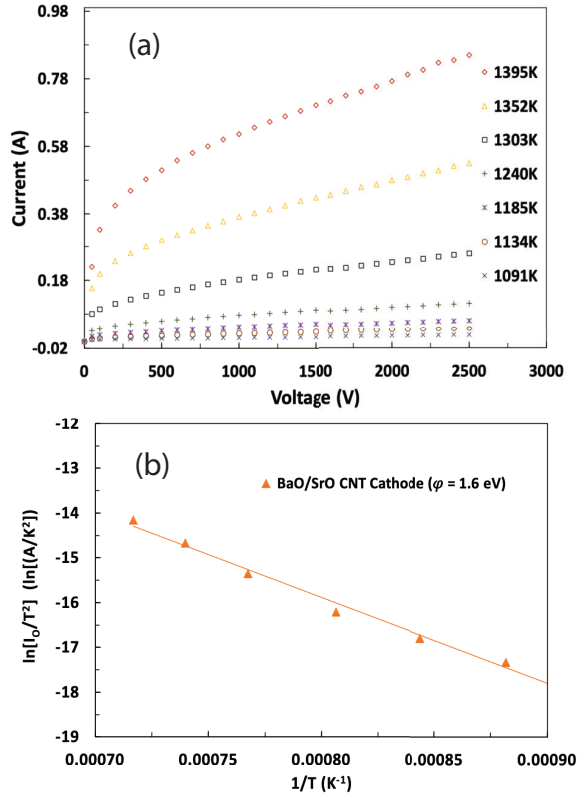 (a)
Current (A)
0.98
0.78
0.58
0.38
0.18
-0.02
1395K
1352K
1303K
1240K
1185K
1134K
1091K
0 500 1000 1500 2000 2500 3000
Voltage (V)
(b)
ln[I₀/T²] (ln[(A/K²])
-12
-13
-14
-15
-16
-17
-18
-19
BaO/SrO CNT Cathode (φ = 1.6 eV)
0.00070 0.00075 0.00080 0.00085 0.00090
1/T (K⁻¹)